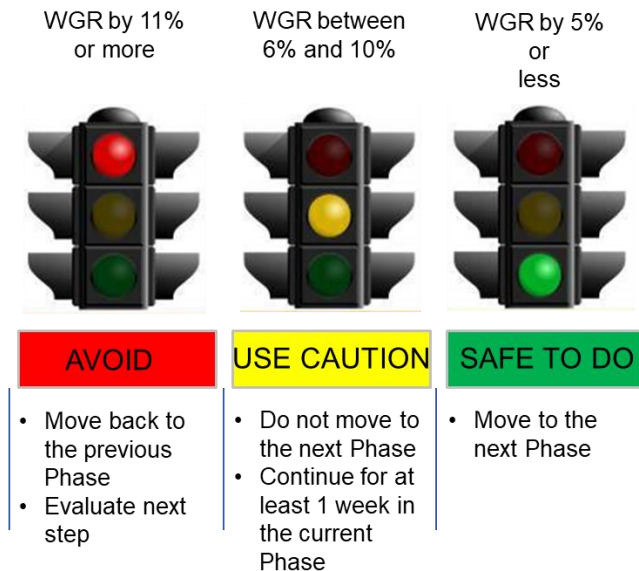 WGR by 11%
or more
WGR between
6% and 10%
WGR by 5%
or
less
AVOID
USE CAUTION
SAFE TO DO
• Move back to
the previous
Phase
• Evaluate next
step
• Do not move to
the next Phase
• Continue for at
least 1 week in
the current
Phase
• Move to the
next Phase